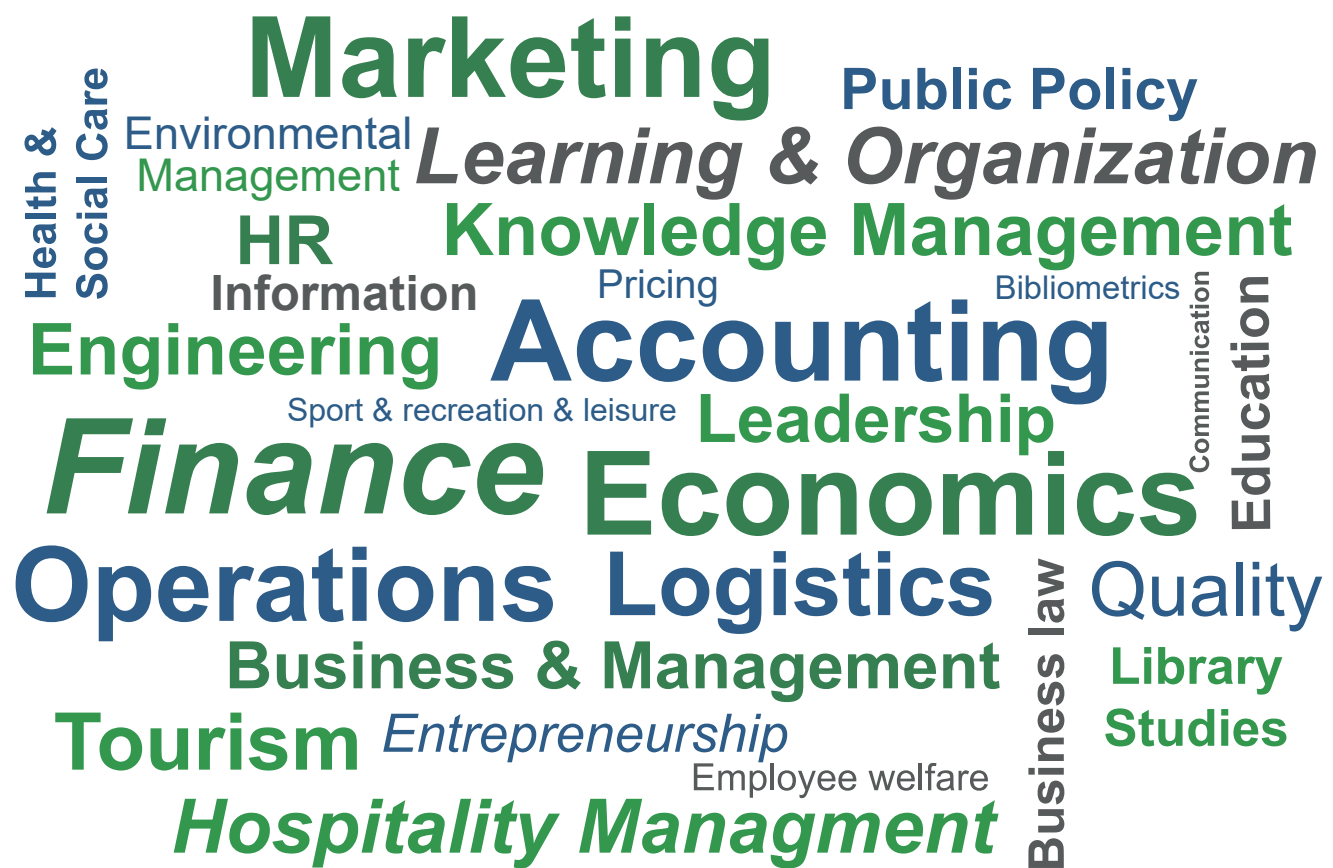 Marketing
Public Policy
Health &
Social Care
Environmental
Management
Learning & Organization
HR
Knowledge Management
Information
Pricing
Bibliometrics
Communication
Education
Engineering
Accounting
Sport & recreation & leisure
Leadership
Finance
Economics
Operations
Logistics
Business law
Quality
Business & Management
Library
Studies
Tourism
Entrepreneurship
Employee welfare
Hospitality Managment